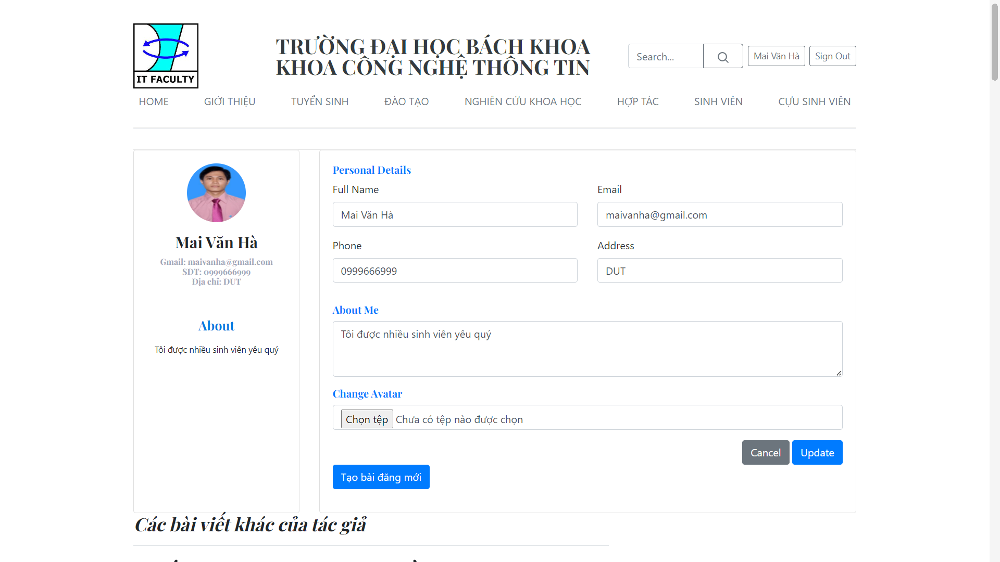 IT FACULTY
TRƯỜNG ĐẠI HỌC BÁCH KHOA
KHOA CÔNG NGHỆ THÔNG TIN
Search...
Mai Văn Hà
Sign Out
HOME GIỚI THIỆU TUYỂN SINH ĐÀO TẠO NGHIÊN CỨU KHOA HỌC HỢP TÁC SINH VIÊN CỰU SINH VIÊN
Mai Văn Hà
Gmail: maivanha@gmail.com
SDT: 0999666999
Địa chỉ: DUT
About
Tôi được nhiều sinh viên yêu quý
Personal Details
Full Name
Mai Văn Hà
Email
maivanha@gmail.com
Phone
0999666999
Address
DUT
About Me
Tôi được nhiều sinh viên yêu quý
Change Avatar
Chọn tệp Chưa có tệp nào được chọn
Cancel Update
Tạo bài đăng mới
Các bài viết khác của tác giả